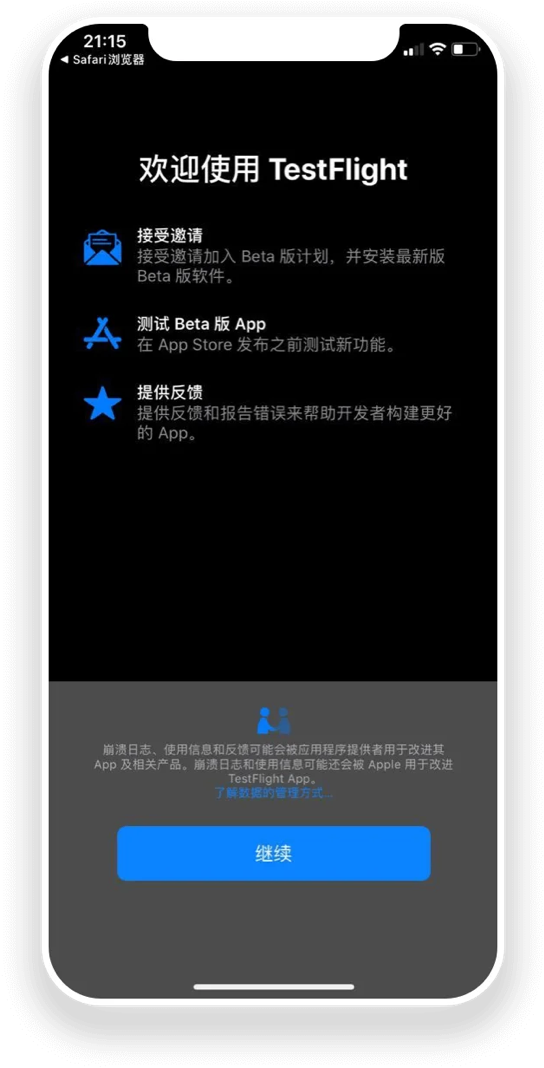 21:15
◀ Safari浏览器
欢迎使用 TestFlight
接受邀请
接受邀请加入 Beta 版计划，并安装最新版
Beta 版软件。
测试 Beta 版 App
在 App Store 发布之前测试新功能。
提供反馈
提供反馈和报告错误来帮助开发者构建更好
的 App。
崩溃日志、使用信息和反馈可能会被应用程序提供者用于改进其
App 及相关产品。崩溃日志和使用信息可能还会被 Apple 用于改进
TestFlight App。
了解数据的管理方式...
继续